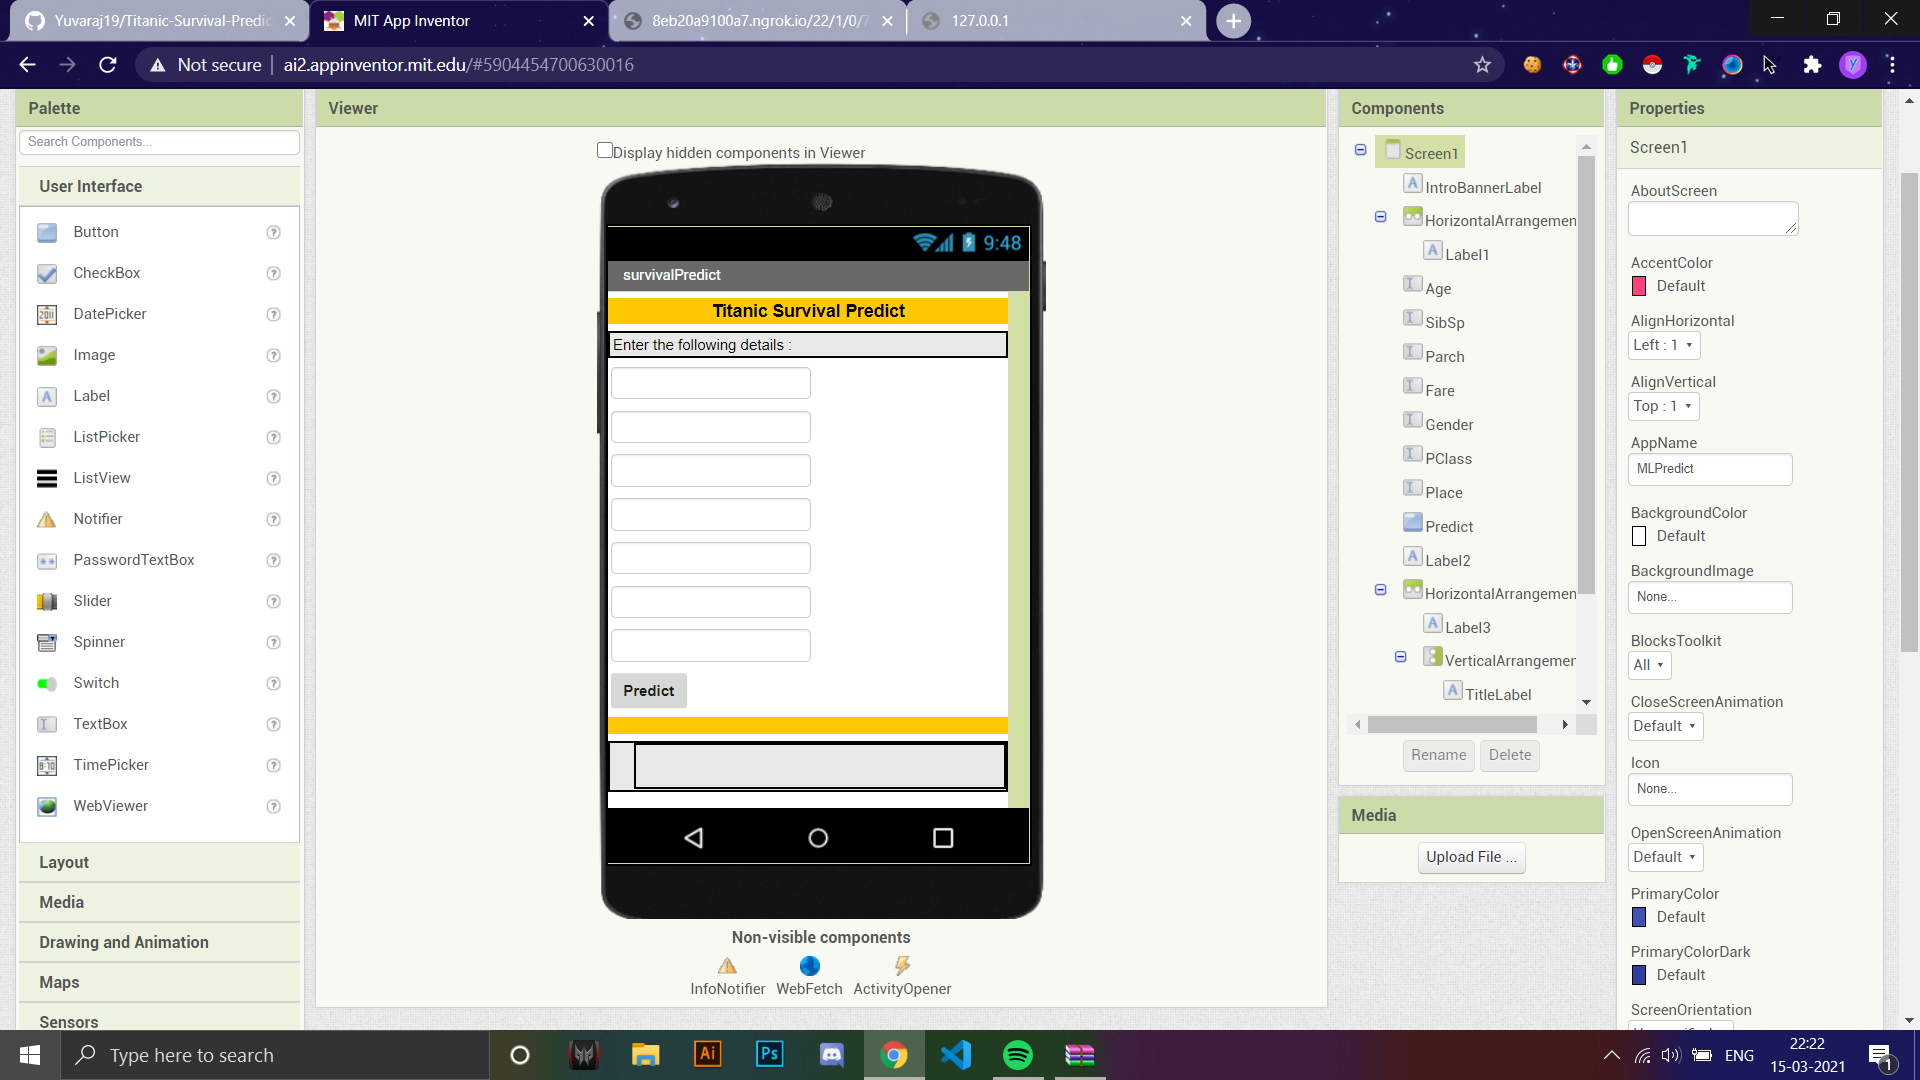 Yuvaraj19/Titanic-Survival-Predic
MIT App Inventor
8eb20a9100a7.ngrok.io/22/1/0/7
127.0.0.1
Not secure
ai2.appinventor.mit.edu/#5904454700630016
Palette
Search Components...
User Interface
Button
CheckBox
DatePicker
Image
Label
ListPicker
ListView
Notifier
PasswordTextBox
Slider
Spinner
Switch
TextBox
TimePicker
WebViewer
Layout
Media
Drawing and Animation
Maps
Sensors
Viewer
Display hidden components in Viewer
9:48
survivalPredict
Titanic Survival Predict
Enter the following details :
Predict
Non-visible components
InfoNotifier
WebFetch
ActivityOpener
Components
Screen1
IntroBannerLabel
HorizontalArrangemen
Label1
Age
SibSp
Parch
Fare
Gender
PClass
Place
Predict
Label2
HorizontalArrangemen
Label3
VerticalArrangemer
TitleLabel
Rename
Delete
Media
Upload File ...
Properties
Screen1
AboutScreen
AccentColor
Default
AlignHorizontal
Left : 1
AlignVertical
Top : 1
AppName
MLPredict
BackgroundColor
Default
BackgroundImage
None...
BlocksToolkit
All
CloseScreenAnimation
Default
Icon
None...
OpenScreenAnimation
Default
PrimaryColor
Default
PrimaryColorDark
Default
ScreenOrientation
Type here to search
Ai
Ps
ENG
22:22
15-03-2021
1